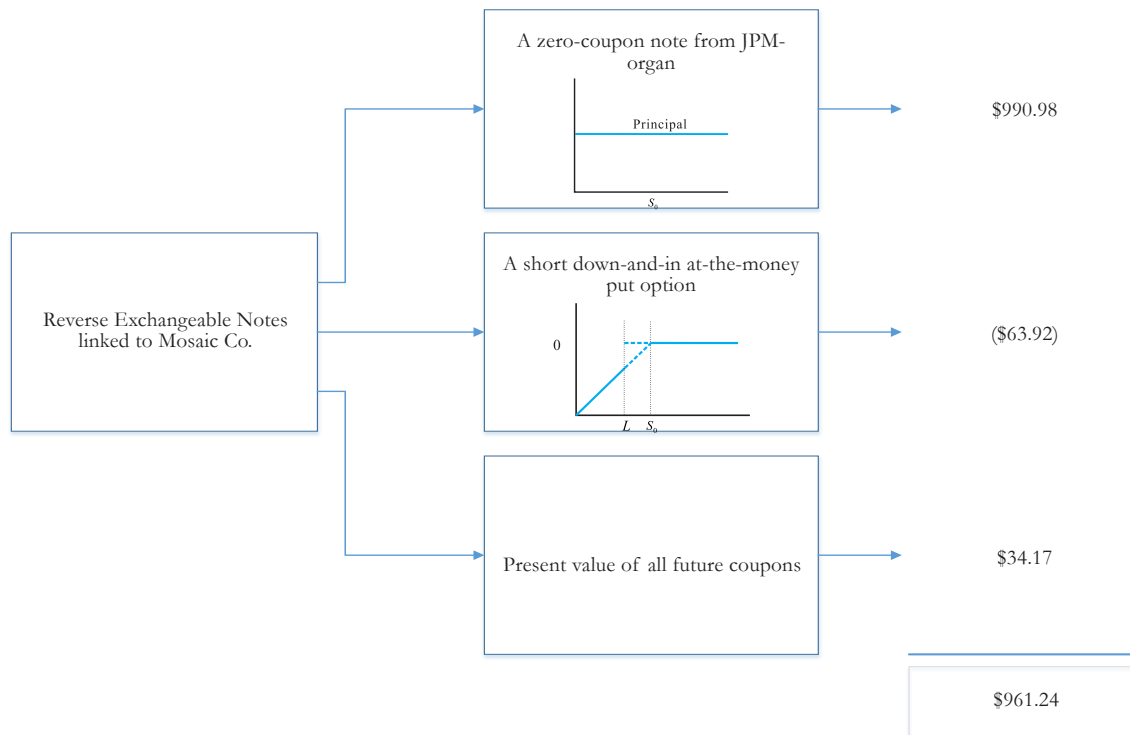 A zero-coupon note from JPM-
organ
Principal
S₀
$990.98
Reverse Exchangeable Notes
linked to Mosaic Co.
A short down-and-in at-the-money
put option
0
L S₀
($63.92)
Present value of all future coupons
$34.17
$961.24